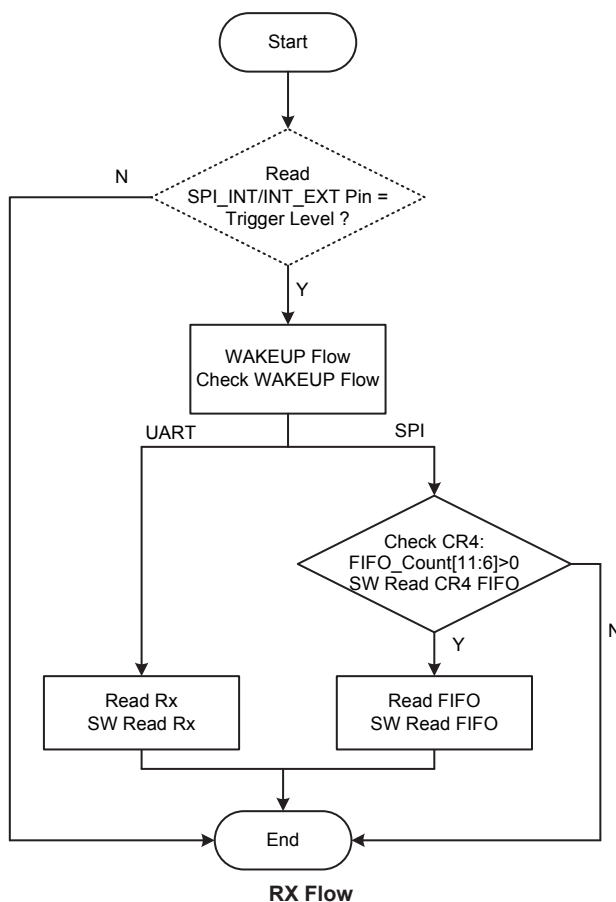 Start
Read
SPI_INT/INT_EXT Pin =
Trigger Level ?
N
Y
WAKEUP Flow
Check WAKEUP Flow
UART
SPI
Check CR4:
FIFO_Count[11:6]>0
SW Read CR4 FIFO
N
Y
Read Rx
SW Read Rx
Read FIFO
SW Read FIFO
End
RX Flow